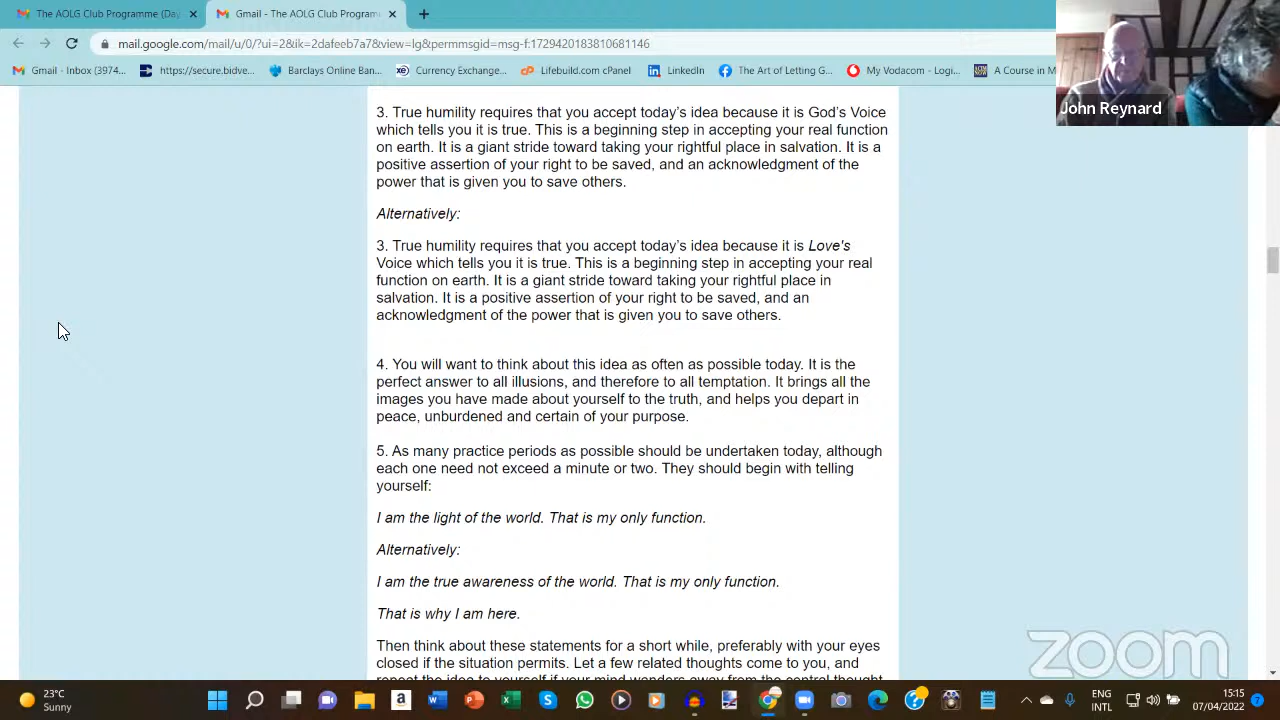 The AOLG Club Programme (Day
Gmail - The AOLG Club Programm
mail.google.com/mail/u/0/?ui=2&ik=2dafeeb7a78&view=lg&permmsgid=msg-f:1729420183810681146
Gmail - Inbox (3974... https://secure.bidve... Barclays Online Ban... Currency Exchange... Lifebuild.com cPanel LinkedIn The Art of Letting G... My Vodacom - Logi... A Course in M
John Reynard
3. True humility requires that you accept today's idea because it is God's Voice
which tells you it is true. This is a beginning step in accepting your real function
on earth. It is a giant stride toward taking your rightful place in salvation. It is a
positive assertion of your right to be saved, and an acknowledgment of the
power that is given you to save others.
Alternatively:
3. True humility requires that you accept today's idea because it is Love's
Voice which tells you it is true. This is a beginning step in accepting your real
function on earth. It is a giant stride toward taking your rightful place in
salvation. It is a positive assertion of your right to be saved, and an
acknowledgment of the power that is given you to save others.
4. You will want to think about this idea as often as possible today. It is the
perfect answer to all illusions, and therefore to all temptation. It brings all the
images you have made about yourself to the truth, and helps you depart in
peace, unburdened and certain of your purpose.
5. As many practice periods as possible should be undertaken today, although
each one need not exceed a minute or two. They should begin with telling
yourself:
I am the light of the world. That is my only function.
Alternatively:
I am the true awareness of the world. That is my only function.
That is why I am here.
Then think about these statements for a short while, preferably with your eyes
closed if the situation permits. Let a few related thoughts come to you, and
repeat the idea to yourself if your mind wanders away from the central thought
zoom
23°C
Sunny
ENG
INTL
15:15
07/04/2022